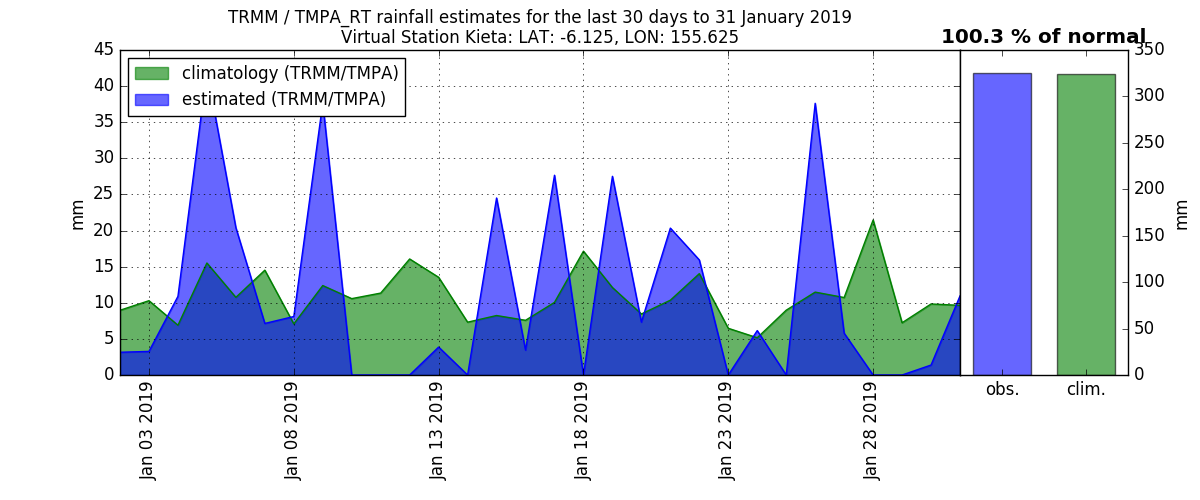 TRMM / TMPA_RT rainfall estimates for the last 30 days to 31 January 2019
Virtual Station Kieta: LAT: -6.125, LON: 155.625
100.3 % of normal
climatology (TRMM/TMPA)
estimated (TRMM/TMPA)
45
40
35
30
25
20
15
10
5
0
mm
Jan 03 2019
Jan 08 2019
Jan 13 2019
Jan 18 2019
Jan 23 2019
Jan 28 2019
obs.
clim.
350
300
250
200
150
100
50
0
mm